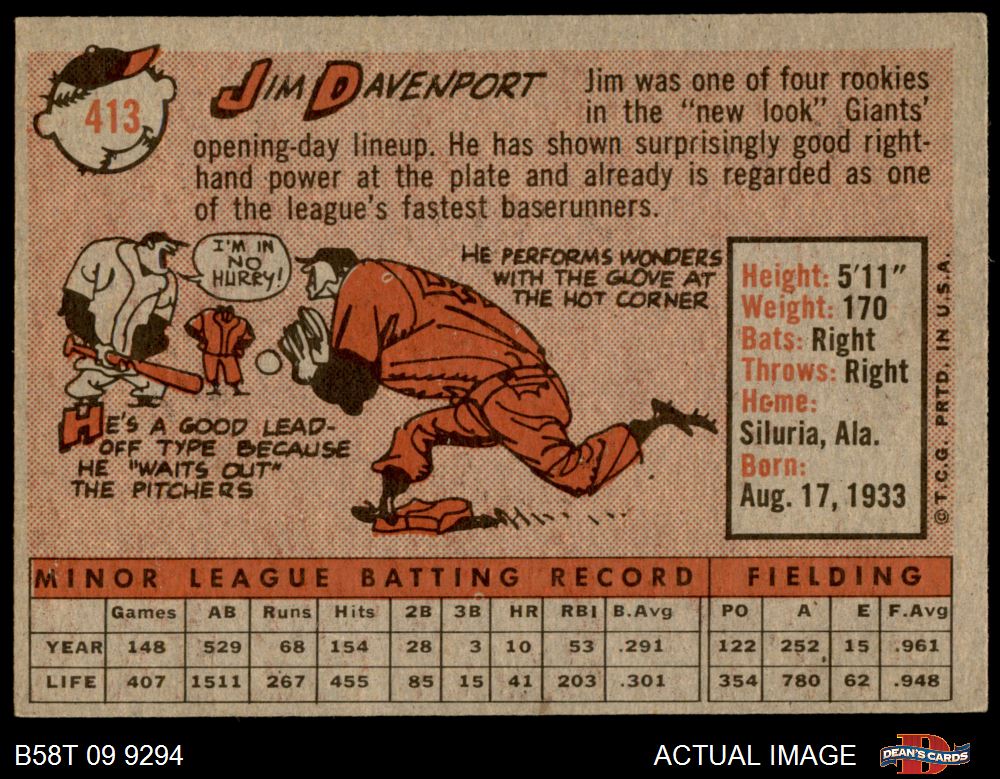 413
JIM DAVENPORT
Jim was one of four rookies
in the "new look" Giants'
opening-day lineup. He has shown surprisingly good right-
hand power at the plate and already is regarded as one
of the league's fastest baserunners.
I'M IN
NO
HURRY!
HE PERFORMS WONDERS
WITH THE GLOVE AT
THE HOT CORNER
HE'S A GOOD LEAD-
OFF TYPE BECAUSE
HE "WAITS OUT"
THE PITCHERS
Height: 5'11"
Weight: 170
Bats: Right
Throws: Right
Home:
Siluria, Ala.
Born:
Aug. 17, 1933
© T.C.G. PRTD. IN U.S.A.
MINOR LEAGUE BATTING RECORD FIELDING
Games AB Runs Hits 2B 3B HR RBI B.Avg PO A E F.Avg
YEAR 148 529 68 154 28 3 10 53 .291 122 252 15 .961
LIFE 407 1511 267 455 85 15 41 203 .301 354 780 62 .948
B58T 09 9294 ACTUAL IMAGE DEAN'S CARDS